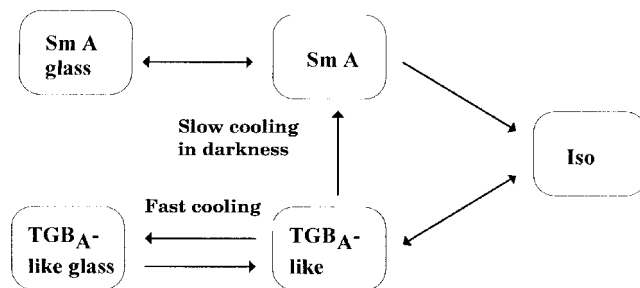 Sm A
glass
Sm A
Slow cooling
in darkness
Iso
Fast cooling
TGBA-
like glass
TGBA-
like